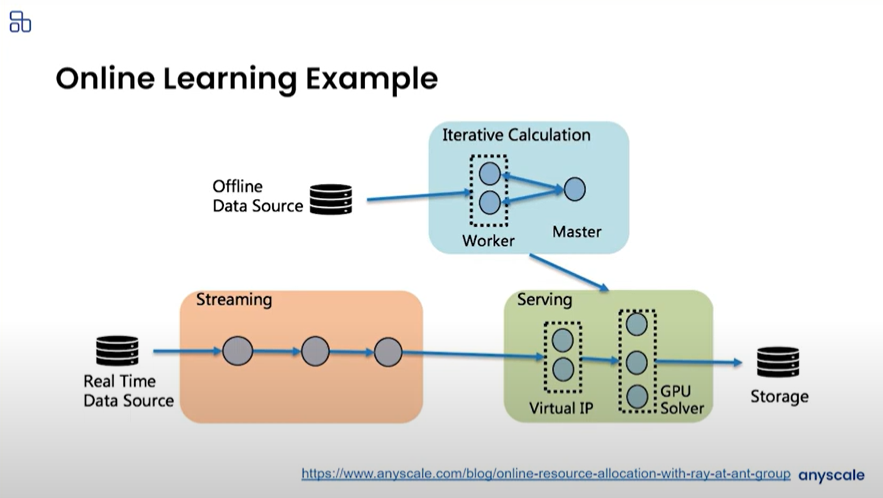 Online Learning Example
Iterative Calculation
Offline
Data Source
Worker
Master
Streaming
Serving
Real Time
Data Source
Virtual IP
GPU
Solver
Storage
https://www.anyscale.com/blog/online-resource-allocation-with-ray-at-ant-group
anyscale